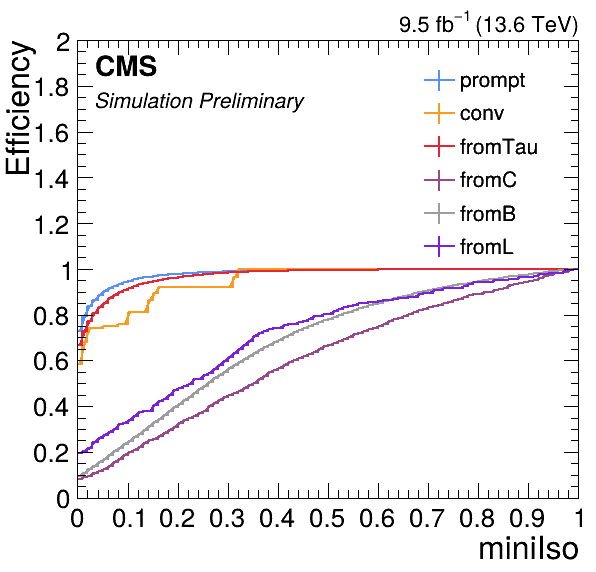 9.5 fb⁻¹ (13.6 TeV)
Efficiency
CMS
Simulation Preliminary
prompt
conv
fromTau
fromC
fromB
fromL
2
1.8
1.6
1.4
1.2
1
0.8
0.6
0.4
0.2
0
0 0.1 0.2 0.3 0.4 0.5 0.6 0.7 0.8 0.9 1
miniIso